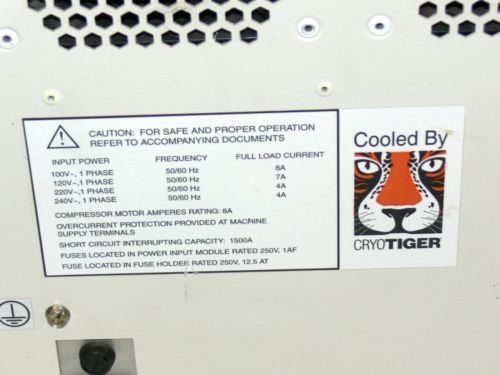 CAUTION: FOR SAFE AND PROPER OPERATION
REFER TO ACCOMPANYING DOCUMENTS
INPUT POWER FREQUENCY FULL LOAD CURRENT
100V~, 1 PHASE 50/60 Hz 8A
120V~, 1 PHASE 50/60 Hz 7A
220V~, 1 PHASE 50/60 Hz 4A
240V~, 1 PHASE 50/60 Hz 4A
COMPRESSOR MOTOR AMPERES RATING: 8A
OVERCURRENT PROTECTION PROVIDED AT MACHINE
SUPPLY TERMINALS
SHORT CIRCUIT INTERRUPTING CAPACITY: 1500A
FUSES LOCATED IN POWER INPUT MODULE RATED 250V, 1AF
FUSE LOCATED IN FUSE HOLDER RATED 250V, 12.5 AT
Cooled By
CRYOTIGER